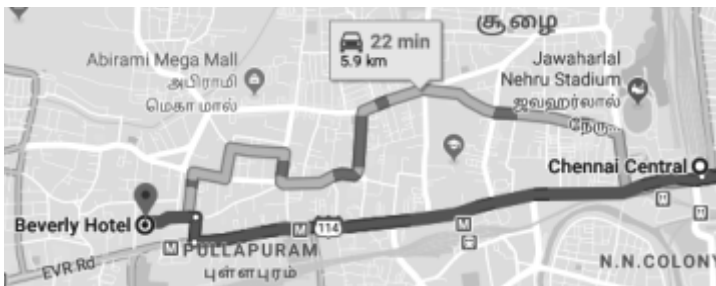 சூழை
22 min
5.9 km
Abirami Mega Mall
அபிராமி
மெகா மால்
Jawaharlal
Nehru Stadium
ஜவஹர்லால்
நேரு...
Chennai Central
Beverly Hotel
114
M
M
M
PULLAPURAM
புள்ளபுரம்
EVR Rd
N.N.COLONY